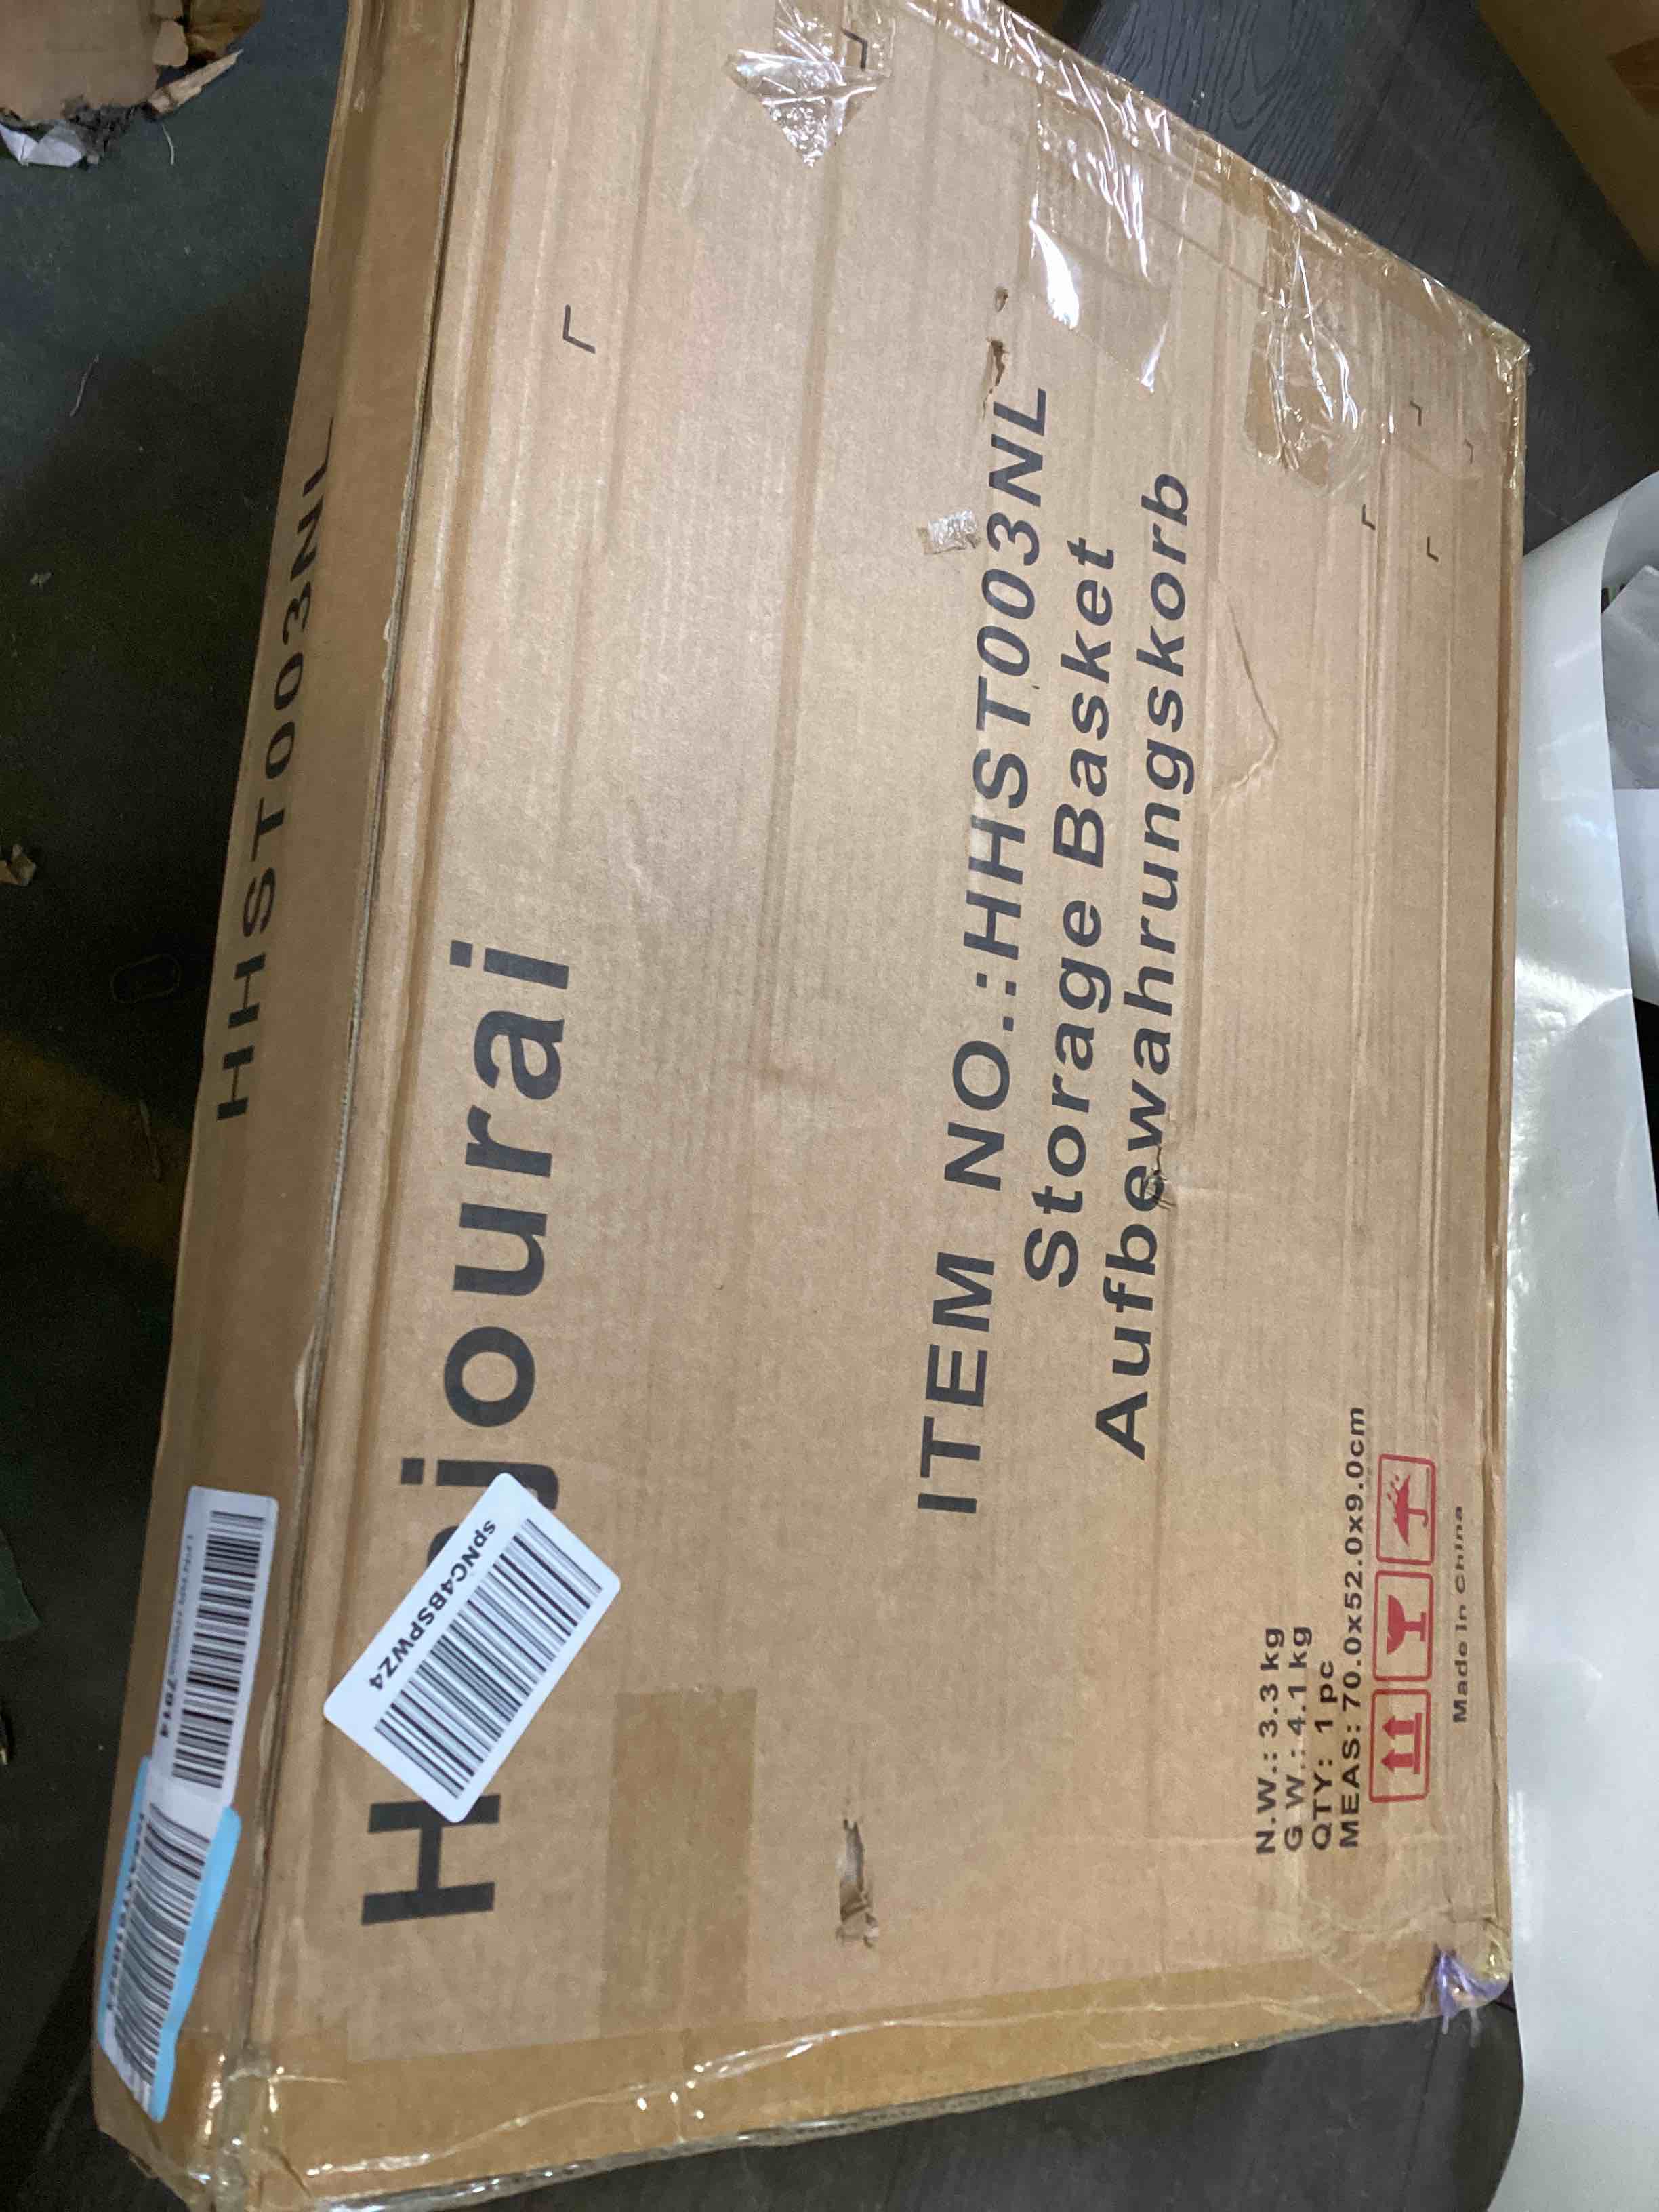 HHST003NL
jourai
spNC4BSPWZ4
ITEM NO.:HHST003NL
Storage Basket
Aufbewahrungskorb
N.W.: 3.3 kg
G.W.: 4.1 kg
QTY: 1 pc
MEAS: 70.0x52.0x9.0cm
Made in China